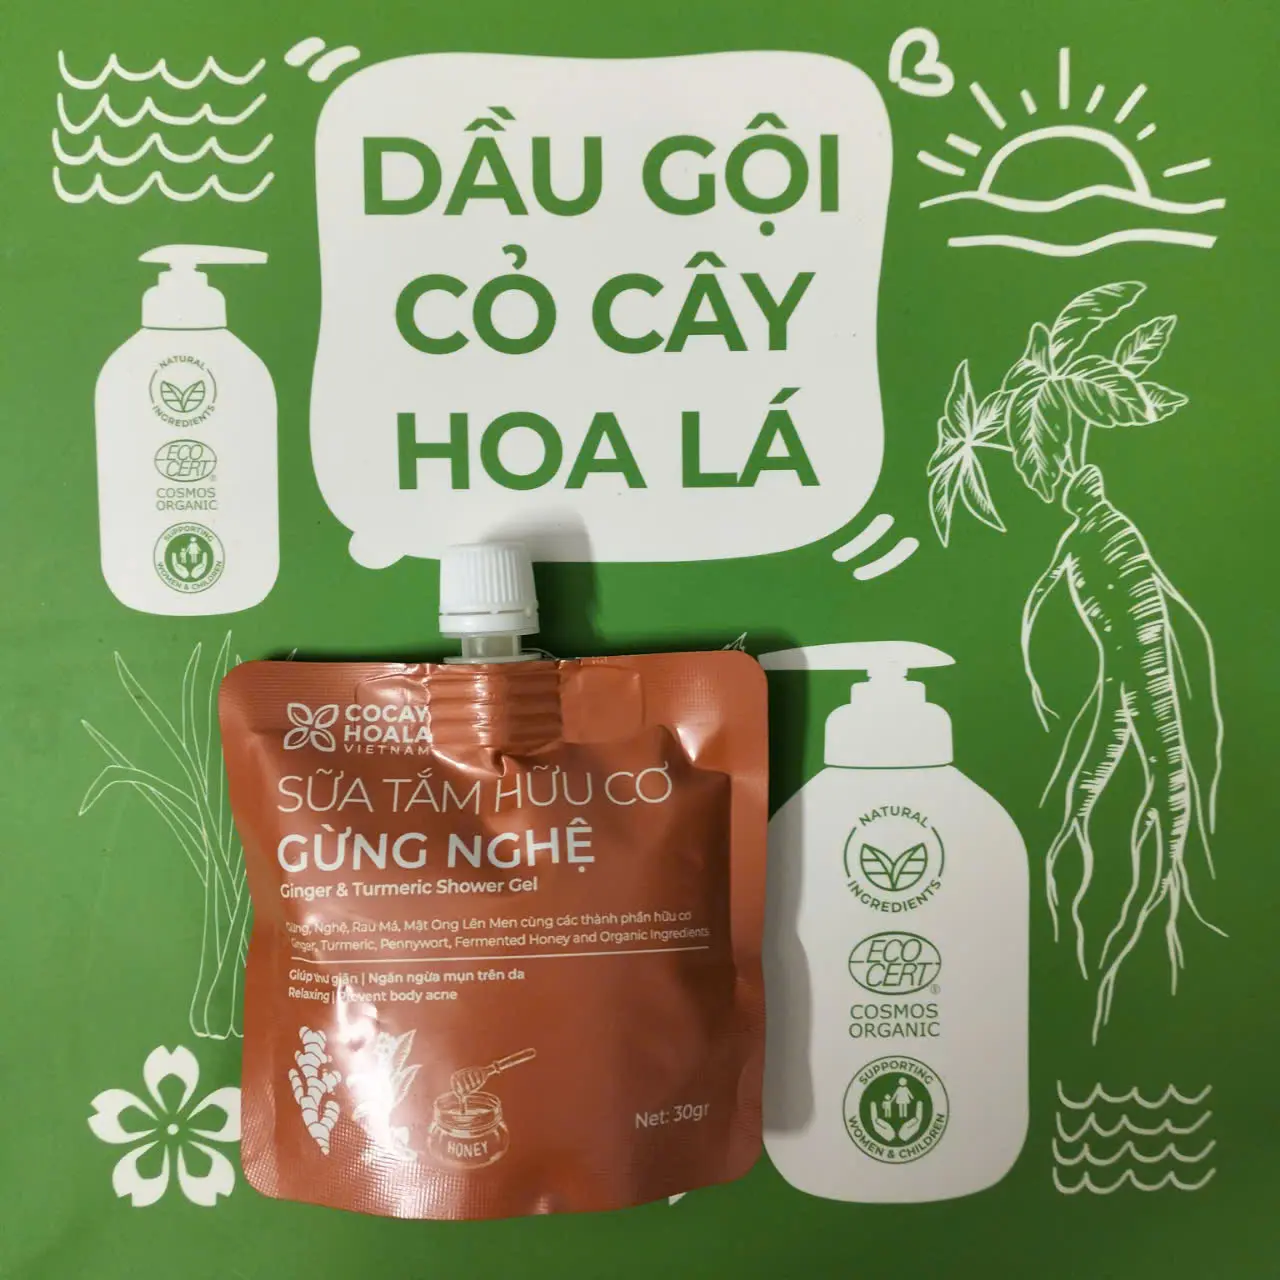 DẦU GỘI
CỎ CÂY
HOA LÁ
NATURAL
INGREDIENTS
ECO
CERT
COSMOS
ORGANIC
SUPPORTING
WOMEN & CHILDREN
COCAY
HOALA
VIETNAM
SỮA TẮM HỮU CƠ
GỪNG NGHỆ
Ginger & Turmeric Shower Gel
Gừng, Nghệ, Rau Má, Mật Ong Lên Men cùng các thành phần hữu cơ
Ginger, Turmeric, Pennywort, Fermented Honey and Organic Ingredients
Giúp thư giãn | Ngăn ngừa mụn trên da
Relaxing | Prevent body acne
HONEY
Net: 30gr
NATURAL
INGREDIENTS
ECO
CERT
®
COSMOS
ORGANIC
SUPPORTING
WOMEN & CHILDREN